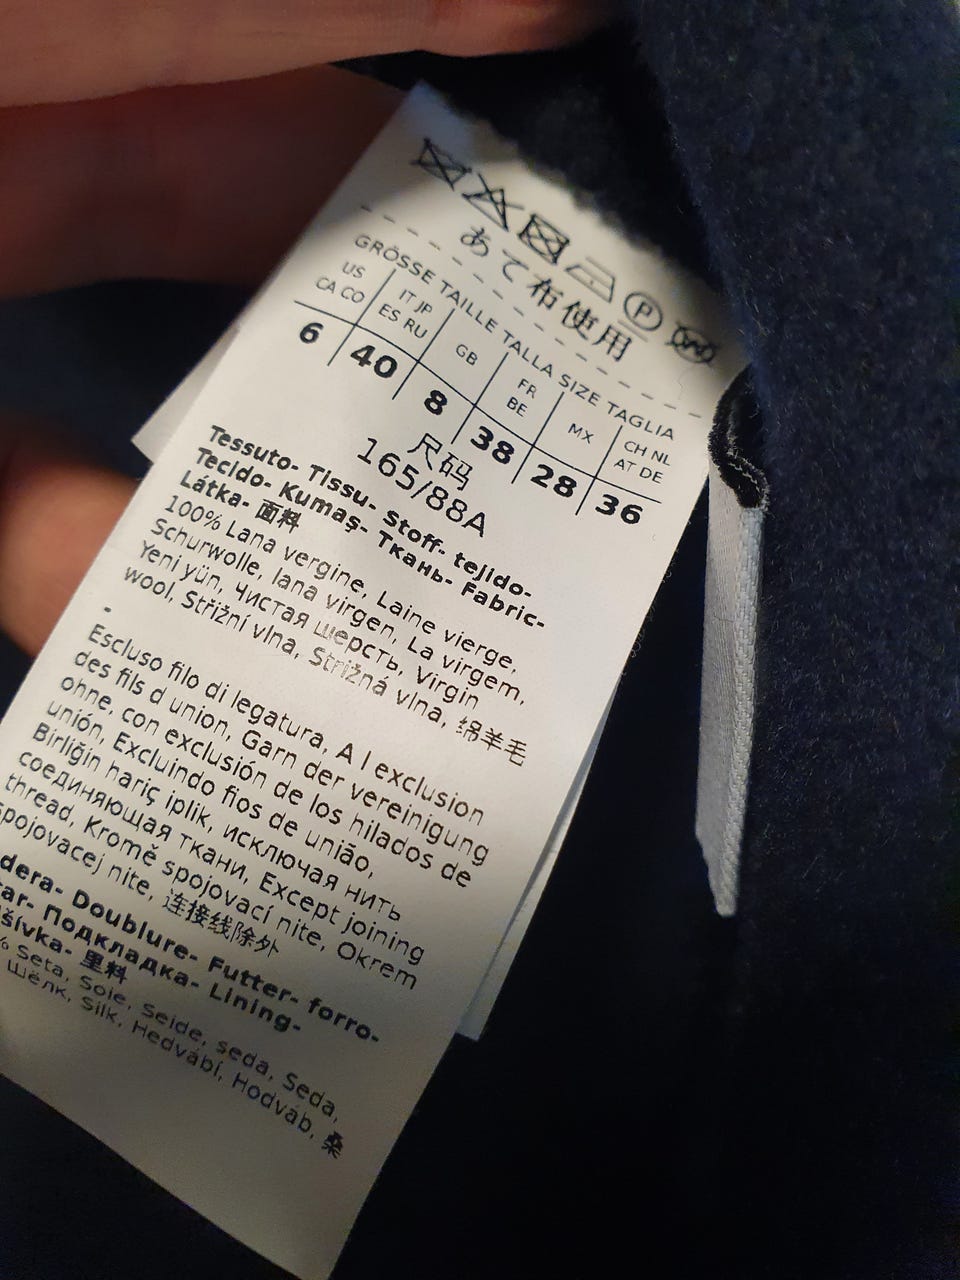 P
あて布使用
GRÖSSE TAILLE TALLA SIZE TAGLIA
US CA CO
IT JP ES RU
GB
FR BE
MX
CH NL AT DE
6 40 8 38 28 36
尺码
165/88A
Tessuto- Tissu- Stoff- tejido-
Tecido- Kumaş- Ткань- Fabric-
Látka- 面料
100% Lana vergine, Laine vierge,
Schurwolle, lana virgen, La virgem,
Yeni yün, чистая шерсть, Virgin
wool, Střižní vlna, Strižná vlna, 绵羊毛
-
Escluso filo di legatura, A l exclusion
des fils d union, Garn der vereinigung
ohne, con exclusión de los hilados de
unión, Excluindo fios de união,
Birliğin hariç iplik, исключая нить
соединяющая ткани, Except joining
thread, Kromě spojovací nite, Okrem
spojovacej nite, 连接线除外
dera- Doublure- Futter- forro-
tar- Подкладка- Lining-
šívka- 里料
% Seta, Soie, Seide, seda, Seda,
Шёлк, Silk, Hedvábí, Hodváb, 桑